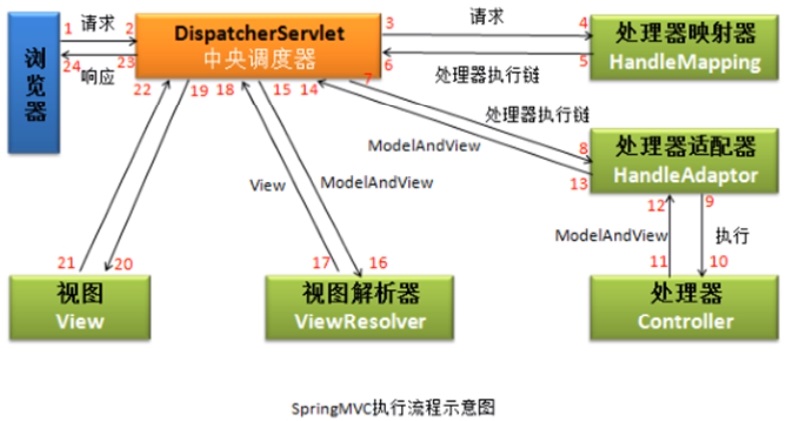 1 请求 2
24 响应 23
浏览器
DispatcherServlet
中央调度器
3 请求 4
6 处理器执行链 5
处理器映射器
HandleMapping
22 19 18 15 14 7
处理器执行链
ModelAndView
8
13
处理器适配器
HandleAdaptor
View
ModelAndView
12 9
ModelAndView
执行
11 10
21 20
17 16
视图
View
视图解析器
ViewResolver
处理器
Controller
SpringMVC执行流程示意图